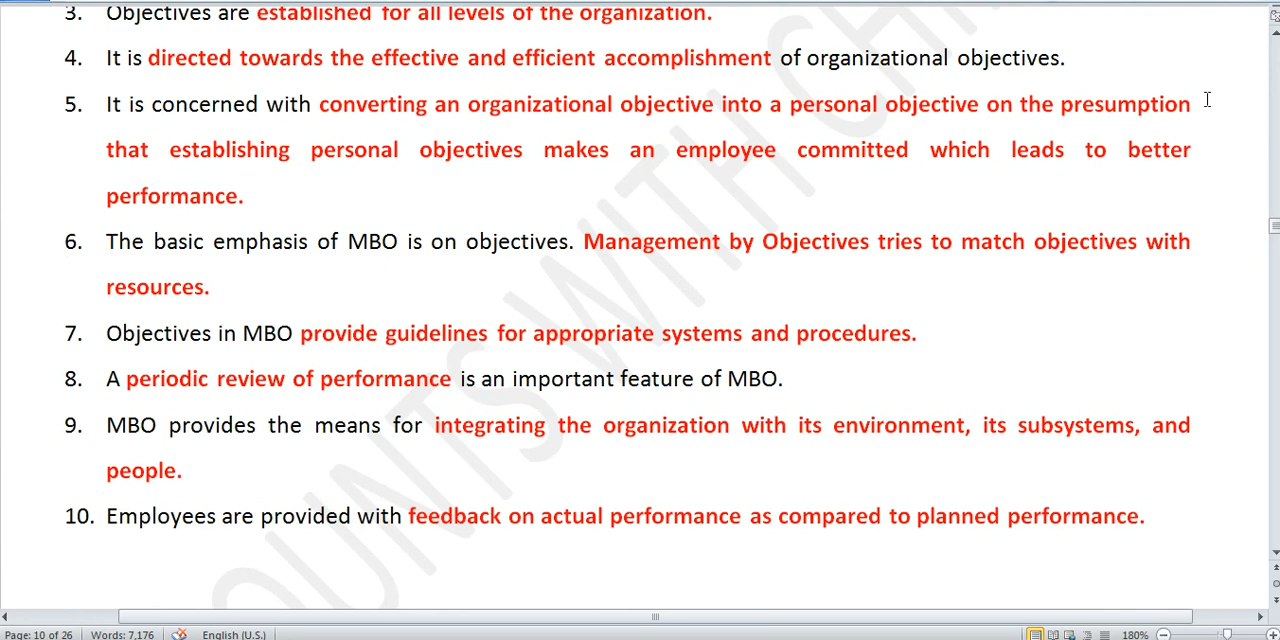 3. Objectives are established for all levels of the organization.
4. It is directed towards the effective and efficient accomplishment of organizational objectives.
5. It is concerned with converting an organizational objective into a personal objective on the presumption
that establishing personal objectives makes an employee committed which leads to better
performance.
6. The basic emphasis of MBO is on objectives. Management by Objectives tries to match objectives with
resources.
7. Objectives in MBO provide guidelines for appropriate systems and procedures.
8. A periodic review of performance is an important feature of MBO.
9. MBO provides the means for integrating the organization with its environment, its subsystems, and
people.
10. Employees are provided with feedback on actual performance as compared to planned performance.
OUNTS WITH CH
Page: 10 of 26 Words: 7,176 English (U.S.) 180%